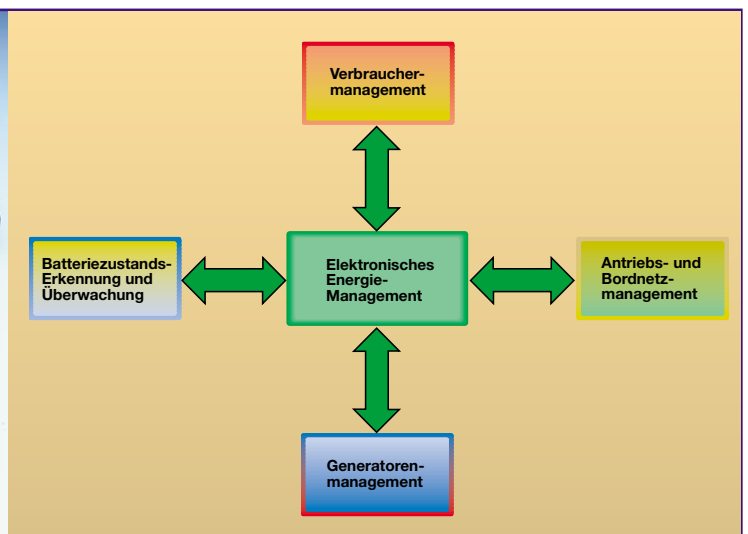 Verbraucher-
management
Batteriezustands-
Erkennung und
Überwachung
Elektronisches
Energie-
Management
Antriebs- und
Bordnetz-
management
Generatoren-
management